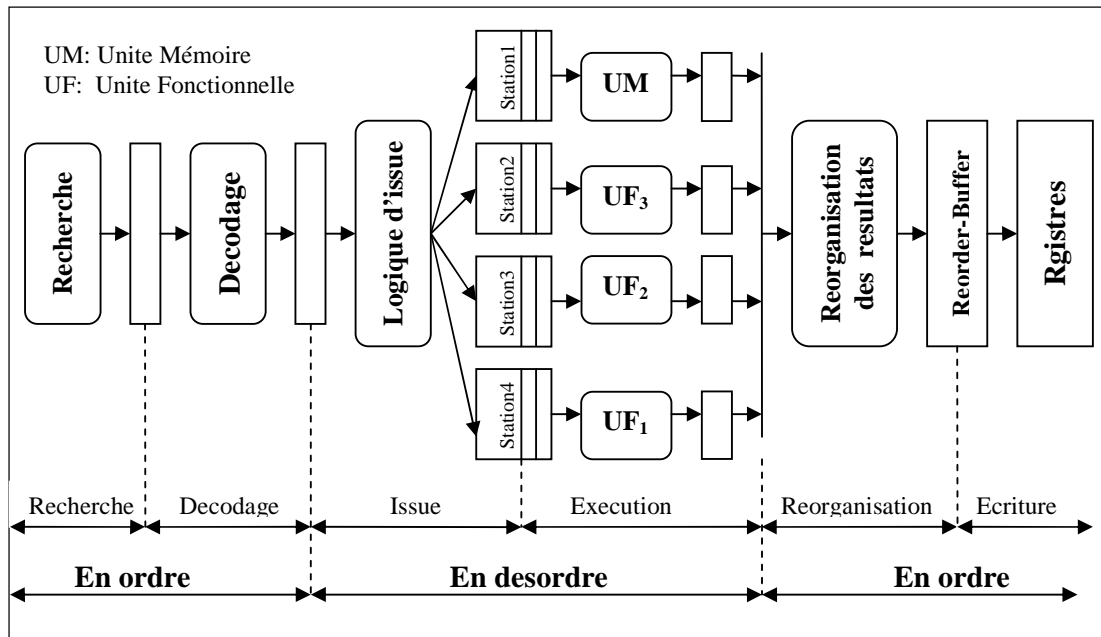 UM: Unite Mémoire
UF: Unite Fonctionnelle
Recherche
Decodage
Logique d'issue
Station1
UM
Station2
UF3
Station3
UF2
Station4
UF1
Reorganisation
des resultats
Reorder-Buffer
Rgistres
Recherche
Decodage
Issue
Execution
Reorganisation
Ecriture
En ordre
En desordre
En ordre